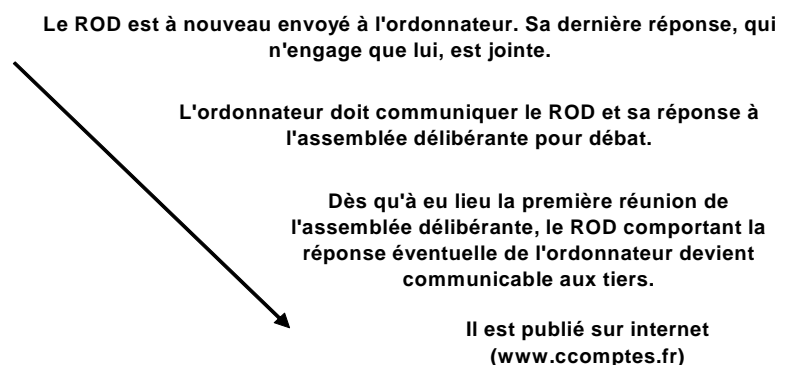 Le ROD est à nouveau envoyé à l'ordonnateur. Sa dernière réponse, qui
n'engage que lui, est jointe.
L'ordonnateur doit communiquer le ROD et sa réponse à
l'assemblée délibérante pour débat.
Dès qu'à eu lieu la première réunion de
l'assemblée délibérante, le ROD comportant la
réponse éventuelle de l'ordonnateur devient
communicable aux tiers.
Il est publié sur internet
(www.ccomptes.fr)